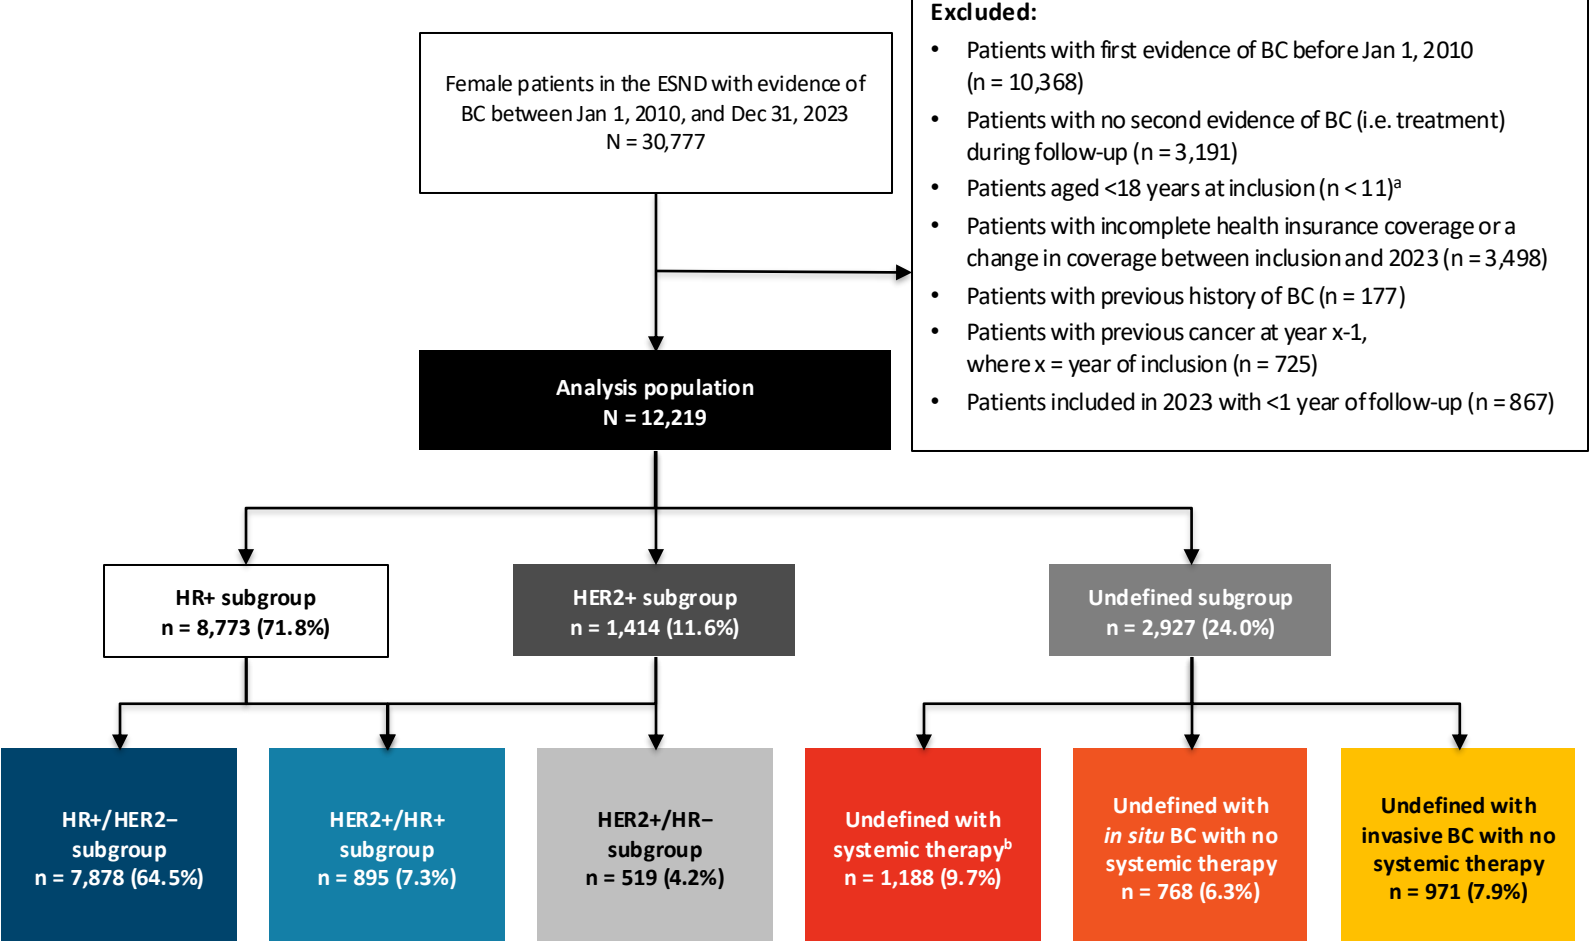 Female patients in the ESND with evidence of
BC between Jan 1, 2010, and Dec 31, 2023
N = 30,777
Excluded:
• Patients with first evidence of BC before Jan 1, 2010
(n = 10,368)
• Patients with no second evidence of BC (i.e. treatment)
during follow-up (n = 3,191)
• Patients aged <18 years at inclusion (n < 11)ᵃ
• Patients with incomplete health insurance coverage or a
change in coverage between inclusion and 2023 (n = 3,498)
• Patients with previous history of BC (n = 177)
• Patients with previous cancer at year x-1,
where x = year of inclusion (n = 725)
• Patients included in 2023 with <1 year of follow-up (n = 867)
Analysis population
N = 12,219
HR+ subgroup
n = 8,773 (71.8%)
HER2+ subgroup
n = 1,414 (11.6%)
Undefined subgroup
n = 2,927 (24.0%)
HR+/HER2−
subgroup
n = 7,878 (64.5%)
HER2+/HR+
subgroup
n = 895 (7.3%)
HER2+/HR−
subgroup
n = 519 (4.2%)
Undefined with
systemic therapyᵇ
n = 1,188 (9.7%)
Undefined with
in situ BC with no
systemic therapy
n = 768 (6.3%)
Undefined with
invasive BC with no
systemic therapy
n = 971 (7.9%)